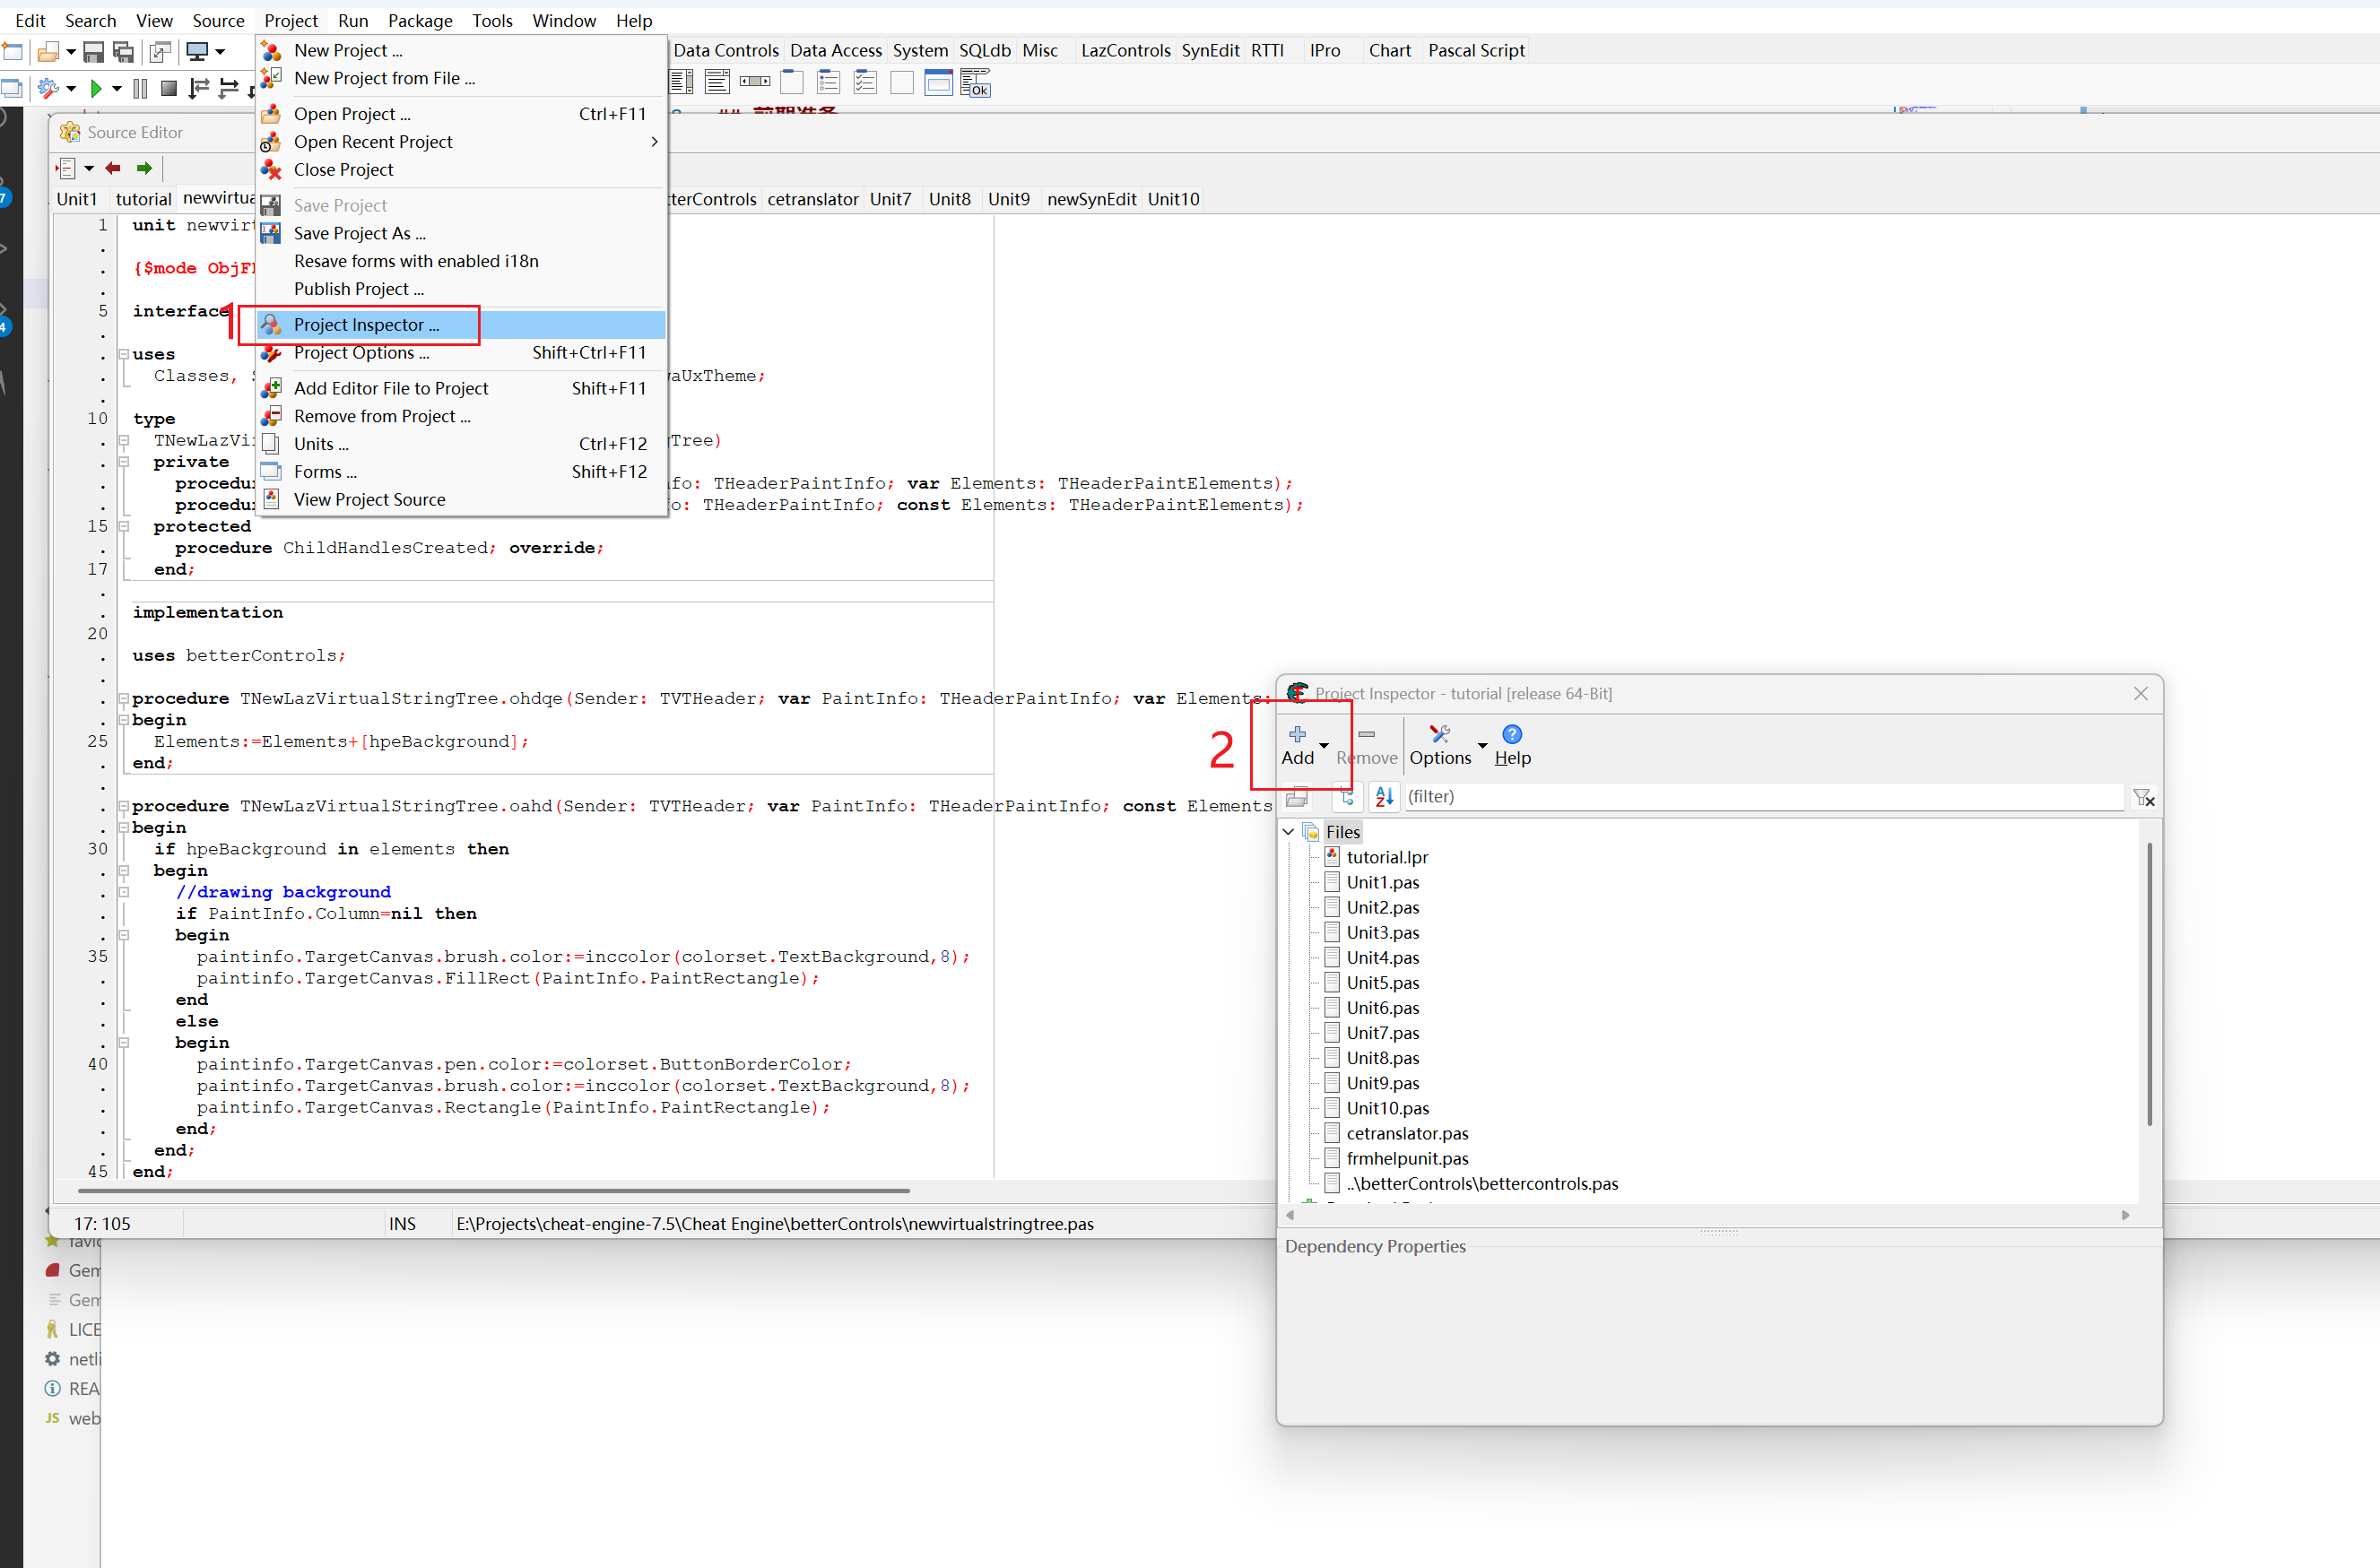 Edit Search View Source Project Run Package Tools Window Help
Data Controls Data Access System SQLdb Misc LazControls SynEdit RTTI IPro Chart Pascal Script
Ok
New Project ...
New Project from File ...
Open Project ... Ctrl+F11
Open Recent Project
Close Project
Save Project
Save Project As ...
Resave forms with enabled i18n
Publish Project ...
1
Project Inspector ...
Project Options ... Shift+Ctrl+F11
Add Editor File to Project Shift+F11
Remove from Project ...
Units ... Ctrl+F12
Forms ... Shift+F12
View Project Source
Source Editor
Unit1 tutorial newvirtua terControls cetranslator Unit7 Unit8 Unit9 newSynEdit Unit10
1 unit newvirt
{$mode ObjF
5 interface
uses
Classes, aUxTheme;
10 type
TNewLazVi gTree)
private
procedu fo: THeaderPaintInfo; var Elements: THeaderPaintElements);
procedu o: THeaderPaintInfo; const Elements: THeaderPaintElements);
15 protected
procedure ChildHandlesCreated; override;
17 end;
implementation
20
uses betterControls;
procedure TNewLazVirtualStringTree.ohdqe(Sender: TVTHeader; var PaintInfo: THeaderPaintInfo; var Elements:
begin
25 Elements:=Elements+[hpeBackground];
end;
procedure TNewLazVirtualStringTree.oahd(Sender: TVTHeader; var PaintInfo: THeaderPaintInfo; const Elements
begin
30 if hpeBackground in elements then
begin
//drawing background
if PaintInfo.Column=nil then
begin
35 paintinfo.TargetCanvas.brush.color:=inccolor(colorset.TextBackground,8);
paintinfo.TargetCanvas.FillRect(PaintInfo.PaintRectangle);
end
else
begin
40 paintinfo.TargetCanvas.pen.color:=colorset.ButtonBorderColor;
paintinfo.TargetCanvas.brush.color:=inccolor(colorset.TextBackground,8);
paintinfo.TargetCanvas.Rectangle(PaintInfo.PaintRectangle);
end;
end;
45 end;
17: 105 INS E:\Projects\cheat-engine-7.5\Cheat Engine\betterControls\newvirtualstringtree.pas
favic
Gem
Gem
LICE
netli
REA
JS web
7
4
2
Project Inspector - tutorial [release 64-Bit]
Add Remove Options Help
(filter)
Files
tutorial.lpr
Unit1.pas
Unit2.pas
Unit3.pas
Unit4.pas
Unit5.pas
Unit6.pas
Unit7.pas
Unit8.pas
Unit9.pas
Unit10.pas
cetranslator.pas
frmhelpunit.pas
..\betterControls\bettercontrols.pas
Dependency Properties